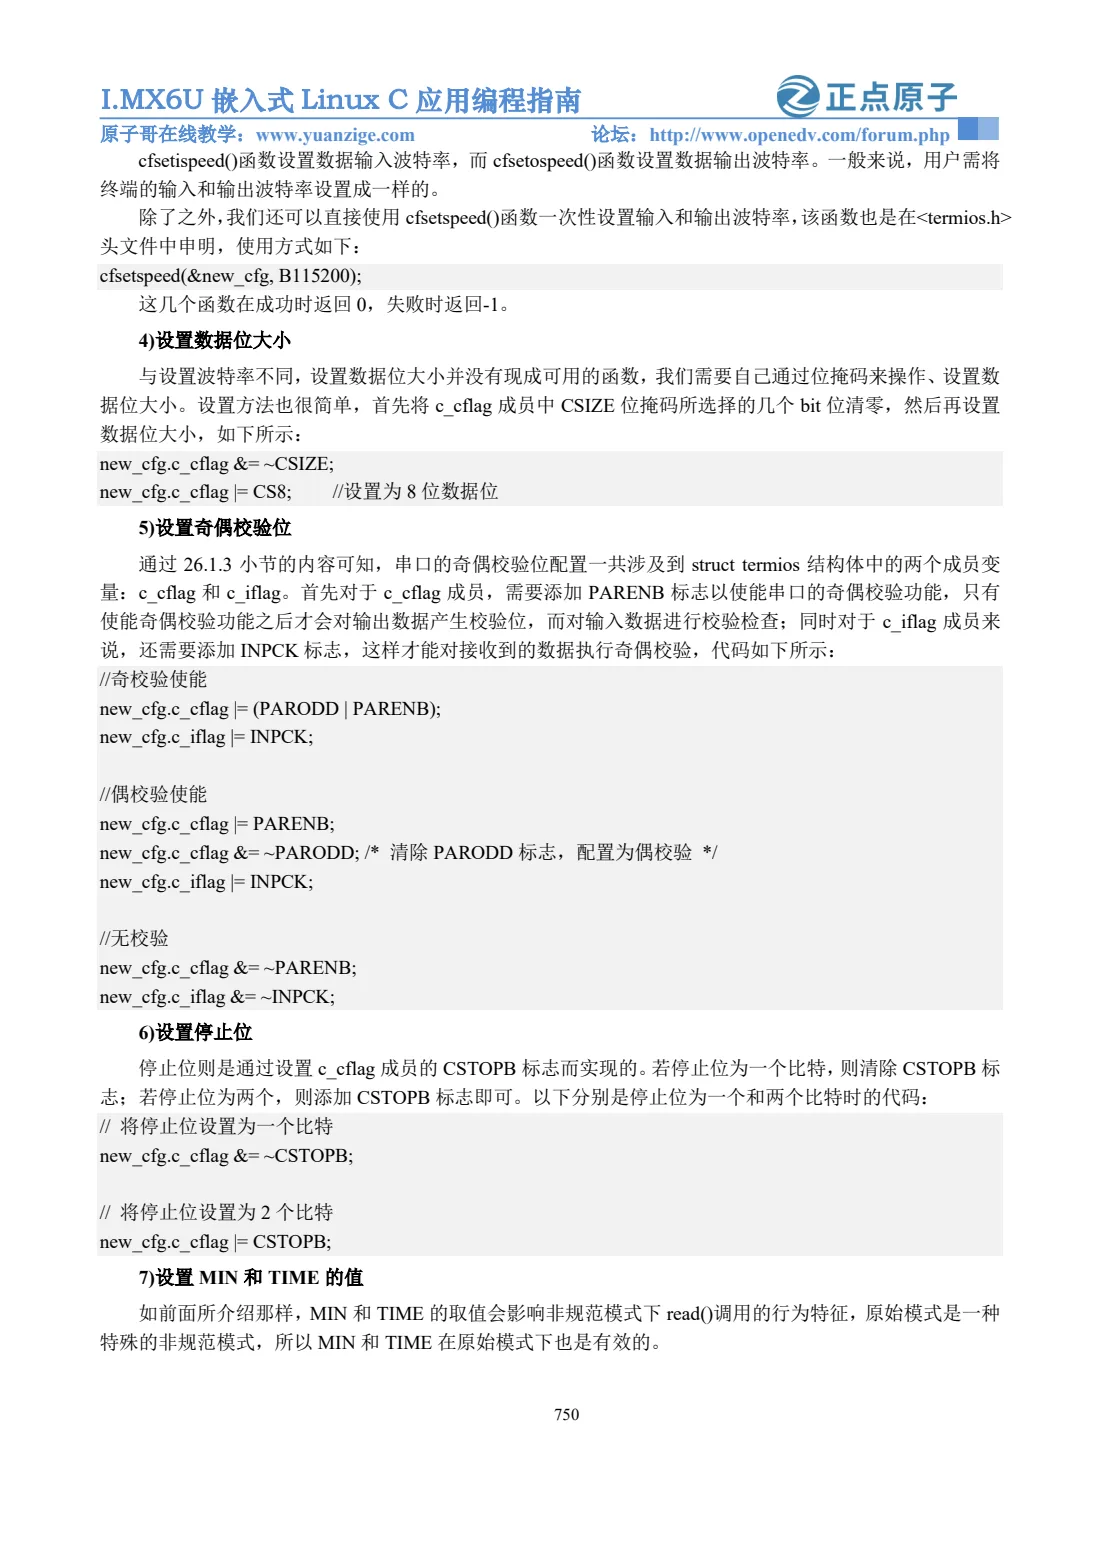 I.MX6U 嵌入式 Linux C 应用编程指南
正点原子
原子哥在线教学：www.yuanzige.com 论坛：http://www.openedv.com/forum.php
cfsetispeed()函数设置数据输入波特率，而 cfsetospeed()函数设置数据输出波特率。一般来说，用户需将
终端的输入和输出波特率设置成一样的。
除了之外，我们还可以直接使用 cfsetspeed()函数一次性设置输入和输出波特率，该函数也是在<termios.h>
头文件中申明，使用方式如下：
cfsetspeed(&new_cfg, B115200);
这几个函数在成功时返回 0，失败时返回-1。
4)设置数据位大小
与设置波特率不同，设置数据位大小并没有现成可用的函数，我们需要自己通过位掩码来操作、设置数
据位大小。设置方法也很简单，首先将 c_cflag 成员中 CSIZE 位掩码所选择的几个 bit 位清零，然后再设置
数据位大小，如下所示：
new_cfg.c_cflag &= ~CSIZE;
new_cfg.c_cflag |= CS8; //设置为 8 位数据位
5)设置奇偶校验位
通过 26.1.3 小节的内容可知，串口的奇偶校验位配置一共涉及到 struct termios 结构体中的两个成员变
量：c_cflag 和 c_iflag。首先对于 c_cflag 成员，需要添加 PARENB 标志以使能串口的奇偶校验功能，只有
使能奇偶校验功能之后才会对输出数据产生校验位，而对输入数据进行校验检查；同时对于 c_iflag 成员来
说，还需要添加 INPCK 标志，这样才能对接收到的数据执行奇偶校验，代码如下所示：
//奇校验使能
new_cfg.c_cflag |= (PARODD | PARENB);
new_cfg.c_iflag |= INPCK;
//偶校验使能
new_cfg.c_cflag |= PARENB;
new_cfg.c_cflag &= ~PARODD; /* 清除 PARODD 标志，配置为偶校验 */
new_cfg.c_iflag |= INPCK;
//无校验
new_cfg.c_cflag &= ~PARENB;
new_cfg.c_iflag &= ~INPCK;
6)设置停止位
停止位则是通过设置 c_cflag 成员的 CSTOPB 标志而实现的。若停止位为一个比特，则清除 CSTOPB 标
志；若停止位为两个，则添加 CSTOPB 标志即可。以下分别是停止位为一个和两个比特时的代码：
// 将停止位设置为一个比特
new_cfg.c_cflag &= ~CSTOPB;
// 将停止位设置为 2 个比特
new_cfg.c_cflag |= CSTOPB;
7)设置 MIN 和 TIME 的值
如前面所介绍那样，MIN 和 TIME 的取值会影响非规范模式下 read()调用的行为特征，原始模式是一种
特殊的非规范模式，所以 MIN 和 TIME 在原始模式下也是有效的。
750